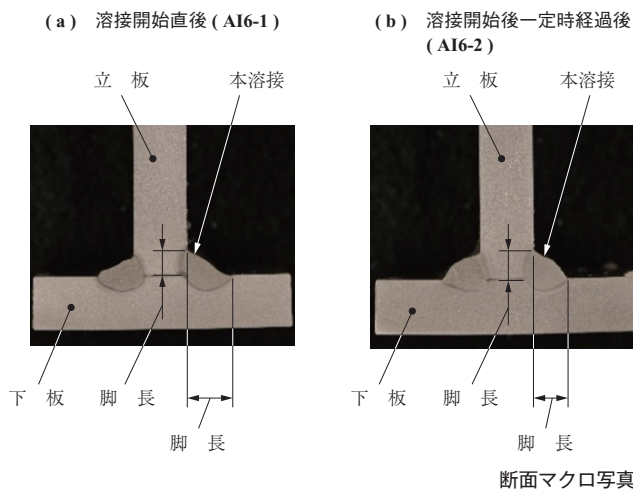 ( a ) 溶接開始直後 ( AI6-1 )
( b ) 溶接開始後一定時経過後
( AI6-2 )
立 板
本溶接
立 板
本溶接
下 板
脚 長
脚 長
下 板
脚 長
脚 長
断面マクロ写真